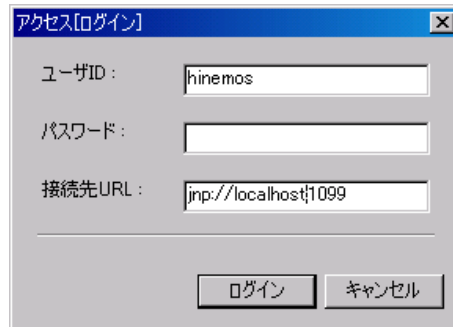 アクセス[ログイン]
ユーザID :
hinemos
パスワード :
接続先URL :
jnp://localhost:1099
ログイン
キャンセル